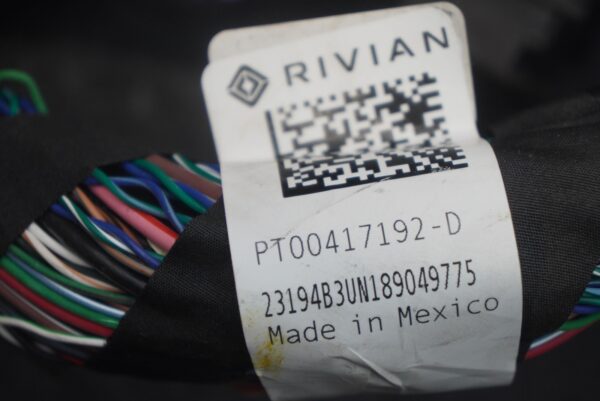 RIVIAN
PT00417192-D
23194B3UN189049775
Made in Mexico